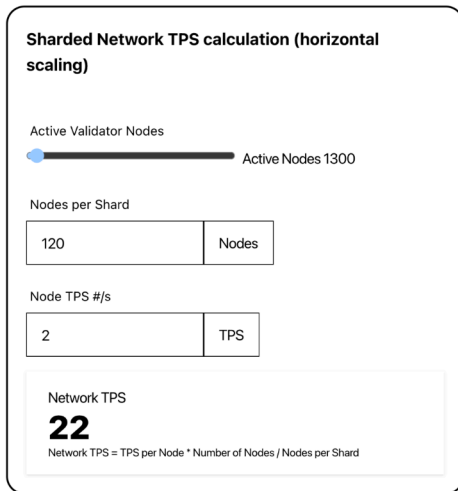 Sharded Network TPS calculation (horizontal
scaling)
Active Validator Nodes
Active Nodes 1300
Nodes per Shard
120 Nodes
Node TPS #/s
2 TPS
Network TPS
22
Network TPS = TPS per Node * Number of Nodes / Nodes per Shard